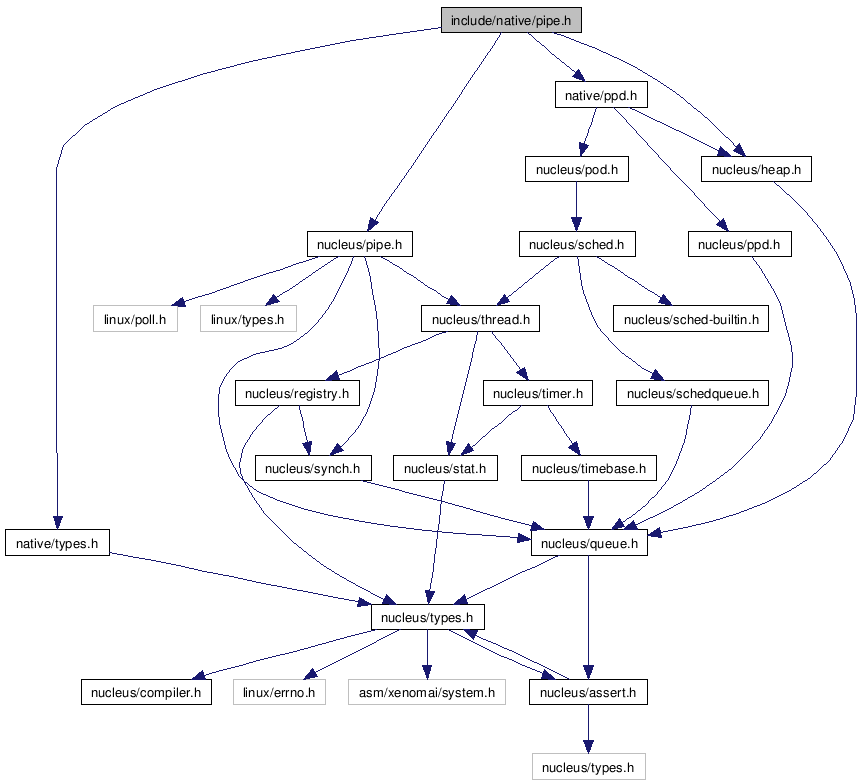 include/native/pipe.h
native/ppd.h
nucleus/pod.h
nucleus/heap.h
nucleus/pipe.h
nucleus/sched.h
nucleus/ppd.h
linux/poll.h
linux/types.h
nucleus/thread.h
nucleus/sched-builtin.h
nucleus/registry.h
nucleus/timer.h
nucleus/schedqueue.h
nucleus/synch.h
nucleus/stat.h
nucleus/timebase.h
native/types.h
nucleus/queue.h
nucleus/types.h
nucleus/compiler.h
linux/errno.h
asm/xenomai/system.h
nucleus/assert.h
nucleus/types.h